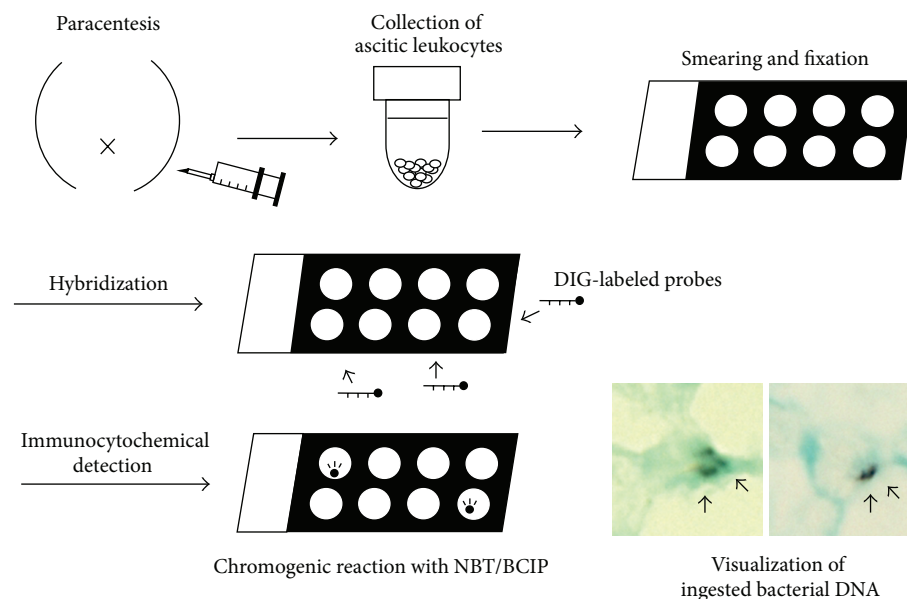 Paracentesis
Collection of
ascitic leukocytes
Smearing and fixation
Hybridization
DIG-labeled probes
Immunocytochemical
detection
Chromogenic reaction with NBT/BCIP
Visualization of
ingested bacterial DNA